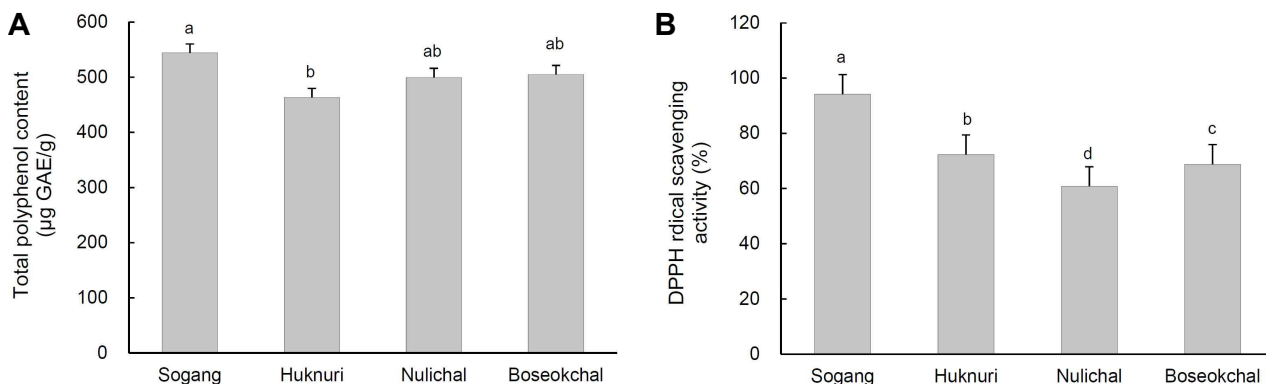 A
Total polyphenol content
(µg GAE/g)
600
500
400
300
200
100
0
a
b
ab
ab
Sogang
Huknuri
Nulichal
Boseokchal
B
DPPH rdical scavenging
activity (%)
120
100
80
60
40
20
0
a
b
d
c
Sogang
Huknuri
Nulichal
Boseokchal